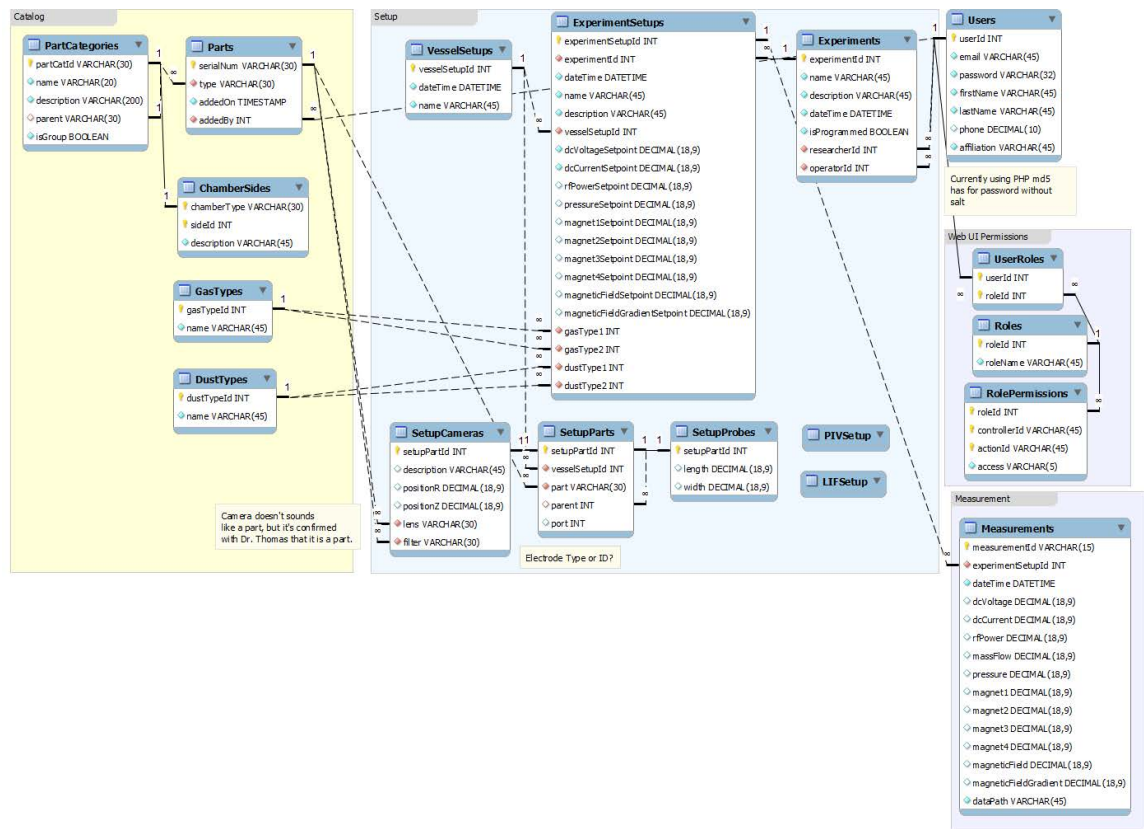 Catalog
PartCategories
partCatId VARCHAR(30)
name VARCHAR(20)
description VARCHAR(200)
parent VARCHAR(30)
isGroup BOOLEAN
Parts
serialNum VARCHAR(30)
type VARCHAR(30)
addedOn TIMESTAMP
addedBy INT
ChamberSides
chamberType VARCHAR(30)
sideId INT
description VARCHAR(45)
GasTypes
gasTypeId INT
name VARCHAR(45)
DustTypes
dustTypeId INT
name VARCHAR(45)
Camera doesn't sounds
like a part, but it's confirmed
with Dr. Thomas that it is a part.
Setup
VesselSetups
vesselSetupId INT
dateTime DATETIME
name VARCHAR(45)
ExperimentSetups
experimentSetupId INT
experimentId INT
dateTime DATETIME
name VARCHAR(45)
description VARCHAR(45)
vesselSetupId INT
dcVoltageSetpoint DECIMAL(18,9)
dcCurrentSetpoint DECIMAL(18,9)
rfPowerSetpoint DECIMAL(18,9)
pressureSetpoint DECIMAL(18,9)
magnet1Setpoint DECIMAL(18,9)
magnet2Setpoint DECIMAL(18,9)
magnet3Setpoint DECIMAL(18,9)
magnet4Setpoint DECIMAL(18,9)
magneticFieldSetpoint DECIMAL(18,9)
magneticFieldGradientSetpoint DECIMAL(18,9)
gasType1 INT
gasType2 INT
dustType1 INT
dustType2 INT
Experiments
experimentId INT
name VARCHAR(45)
description VARCHAR(45)
dateTime DATETIME
isProgrammed BOOLEAN
researcherId INT
operatorId INT
SetupCameras
setupPartId INT
description VARCHAR(45)
positionR DECIMAL(18,9)
positionZ DECIMAL(18,9)
lens VARCHAR(30)
filter VARCHAR(30)
SetupParts
setupPartId INT
vesselSetupId INT
part VARCHAR(30)
parent INT
port INT
Electrode Type or ID?
SetupProbes
setupPartId INT
length DECIMAL(18,9)
width DECIMAL(18,9)
PIVSetup
LIFSetup
Users
userId INT
email VARCHAR(45)
password VARCHAR(32)
firstName VARCHAR(45)
lastName VARCHAR(45)
phone DECIMAL(10)
affiliation VARCHAR(45)
Currently using PHP md5
has for password without
salt
Web UI Permissions
UserRoles
userId INT
roleId INT
Roles
roleId INT
roleName VARCHAR(45)
RolePermissions
roleId INT
controllerId VARCHAR(45)
actionId VARCHAR(45)
access VARCHAR(5)
Measurement
Measurements
measurementId VARCHAR(15)
experimentSetupId INT
dateTime DATETIME
dcVoltage DECIMAL(18,9)
dcCurrent DECIMAL(18,9)
rfPower DECIMAL(18,9)
massFlow DECIMAL(18,9)
pressure DECIMAL(18,9)
magnet1 DECIMAL(18,9)
magnet2 DECIMAL(18,9)
magnet3 DECIMAL(18,9)
magnet4 DECIMAL(18,9)
magneticField DECIMAL(18,9)
magneticFieldGradient DECIMAL(18,9)
dataPath VARCHAR(45)